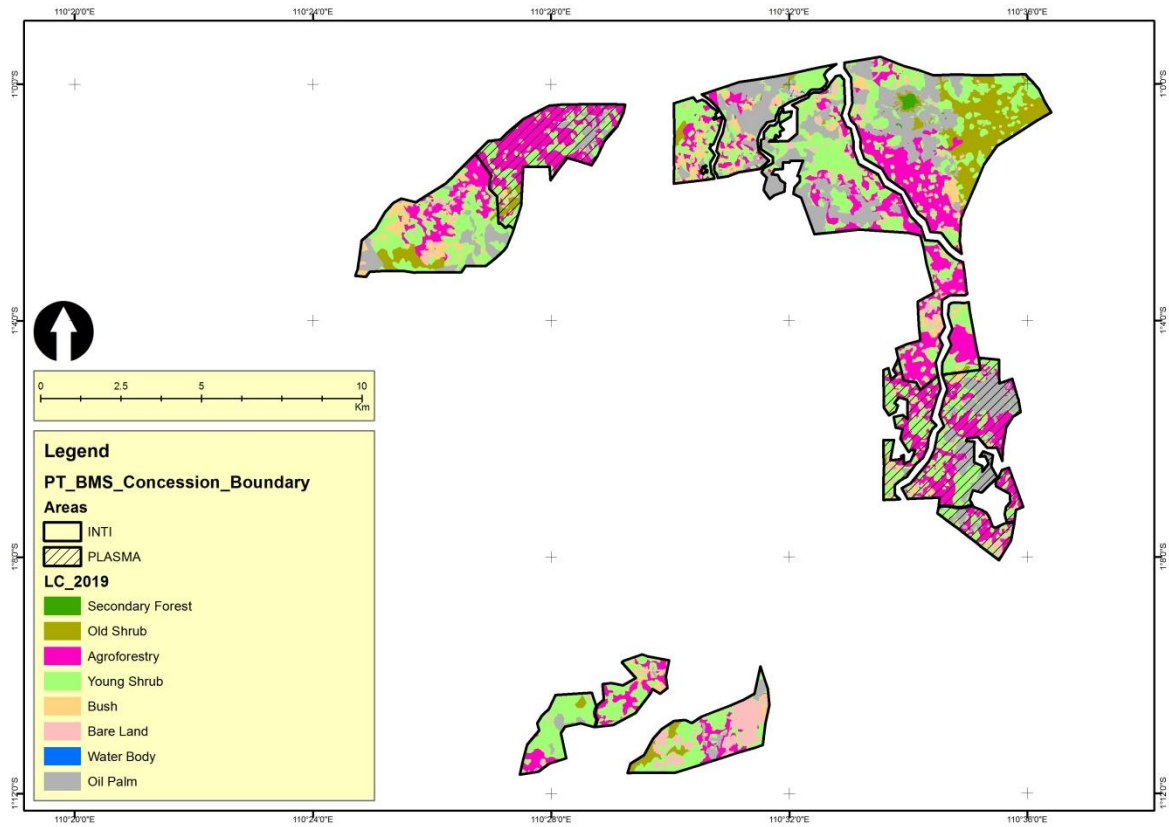 110°20'0"E 110°24'0"E 110°28'0"E 110°32'0"E 110°36'0"E
1°0'0"S 1°0'0"S
1°4'0"S 1°4'0"S
0 2.5 5 10
Km
Legend
PT_BMS_Concession_Boundary
Areas
INTI
PLASMA
LC_2019
Secondary Forest
Old Shrub
Agroforestry
Young Shrub
Bush
Bare Land
Water Body
Oil Palm
1°8'0"S 1°8'0"S
1°12'0"S 1°12'0"S
110°20'0"E 110°24'0"E 110°28'0"E 110°32'0"E 110°36'0"E